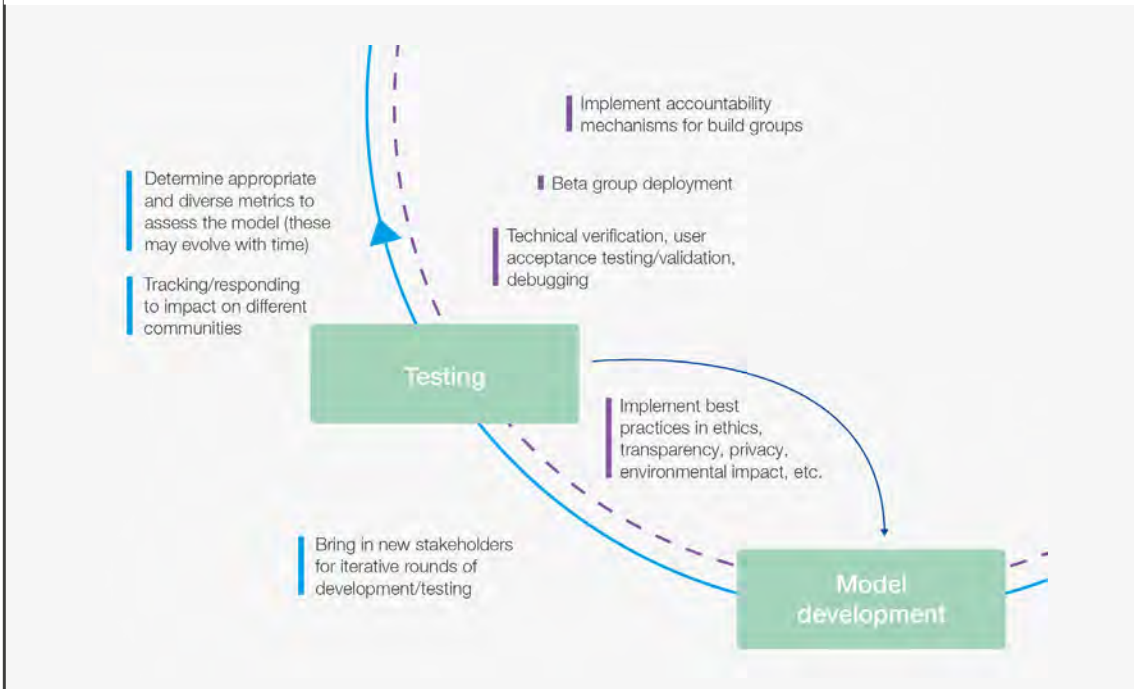 Implement accountability
mechanisms for build groups
Determine appropriate
and diverse metrics to
assess the model (these
may evolve with time)
Beta group deployment
Technical verification, user
acceptance testing/validation,
debugging
Tracking/responding
to impact on different
communities
Testing
Implement best
practices in ethics,
transparency, privacy,
environmental impact, etc.
Bring in new stakeholders
for iterative rounds of
development/testing
Model
development